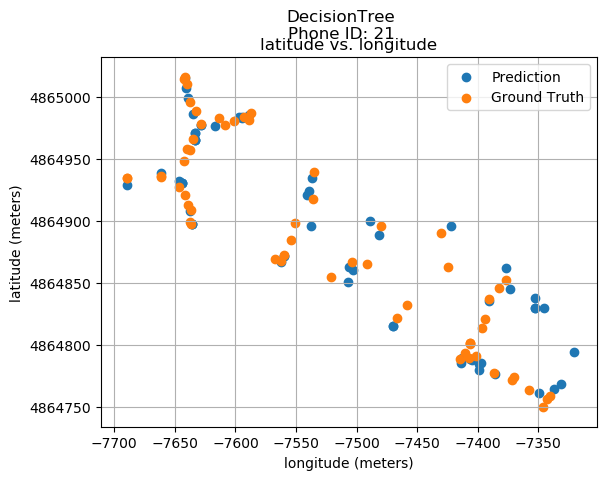 DecisionTree
Phone ID: 21
latitude vs. longitude
Prediction
Ground Truth
4865000
4864950
4864900
4864850
4864800
4864750
latitude (meters)
−7700
−7650
−7600
−7550
−7500
−7450
−7400
−7350
longitude (meters)